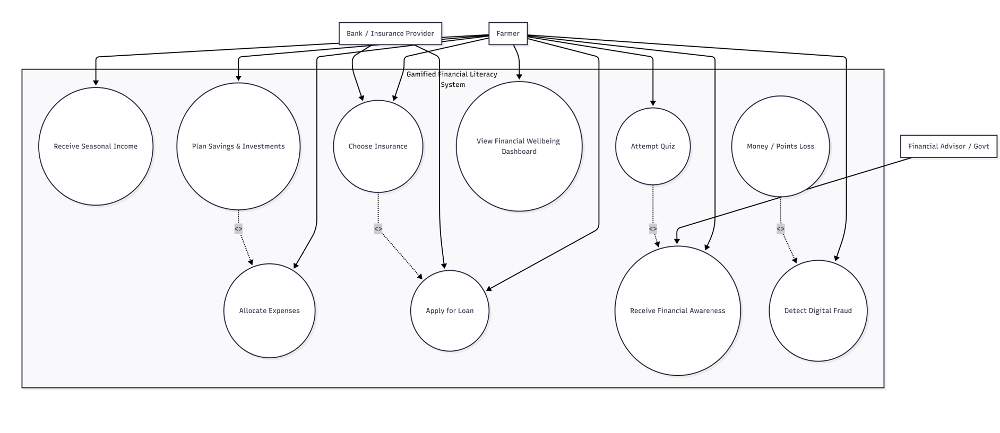 Bank / Insurance Provider
Farmer
Gamified Financial Literacy
System
Receive Seasonal Income
Plan Savings & Investments
Choose Insurance
View Financial Wellbeing
Dashboard
Attempt Quiz
Money / Points Loss
Financial Advisor / Govt
<>
<>
<>
<>
Allocate Expenses
Apply for Loan
Receive Financial Awareness
Detect Digital Fraud